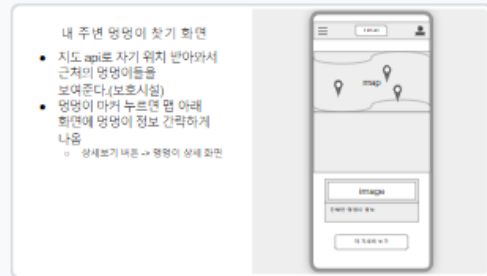 내 주변 멍멍이 찾기 화면
지도 api로 자기 위치 받아와서
근처의 멍멍이들을
보여준다.(보호시설)
멍멍이 마커 누르면 맵 아래
화면에 멍멍이 정보 간략하게
나옴
상세보기 버튼 -> 멍멍이 상세 화면
map
image